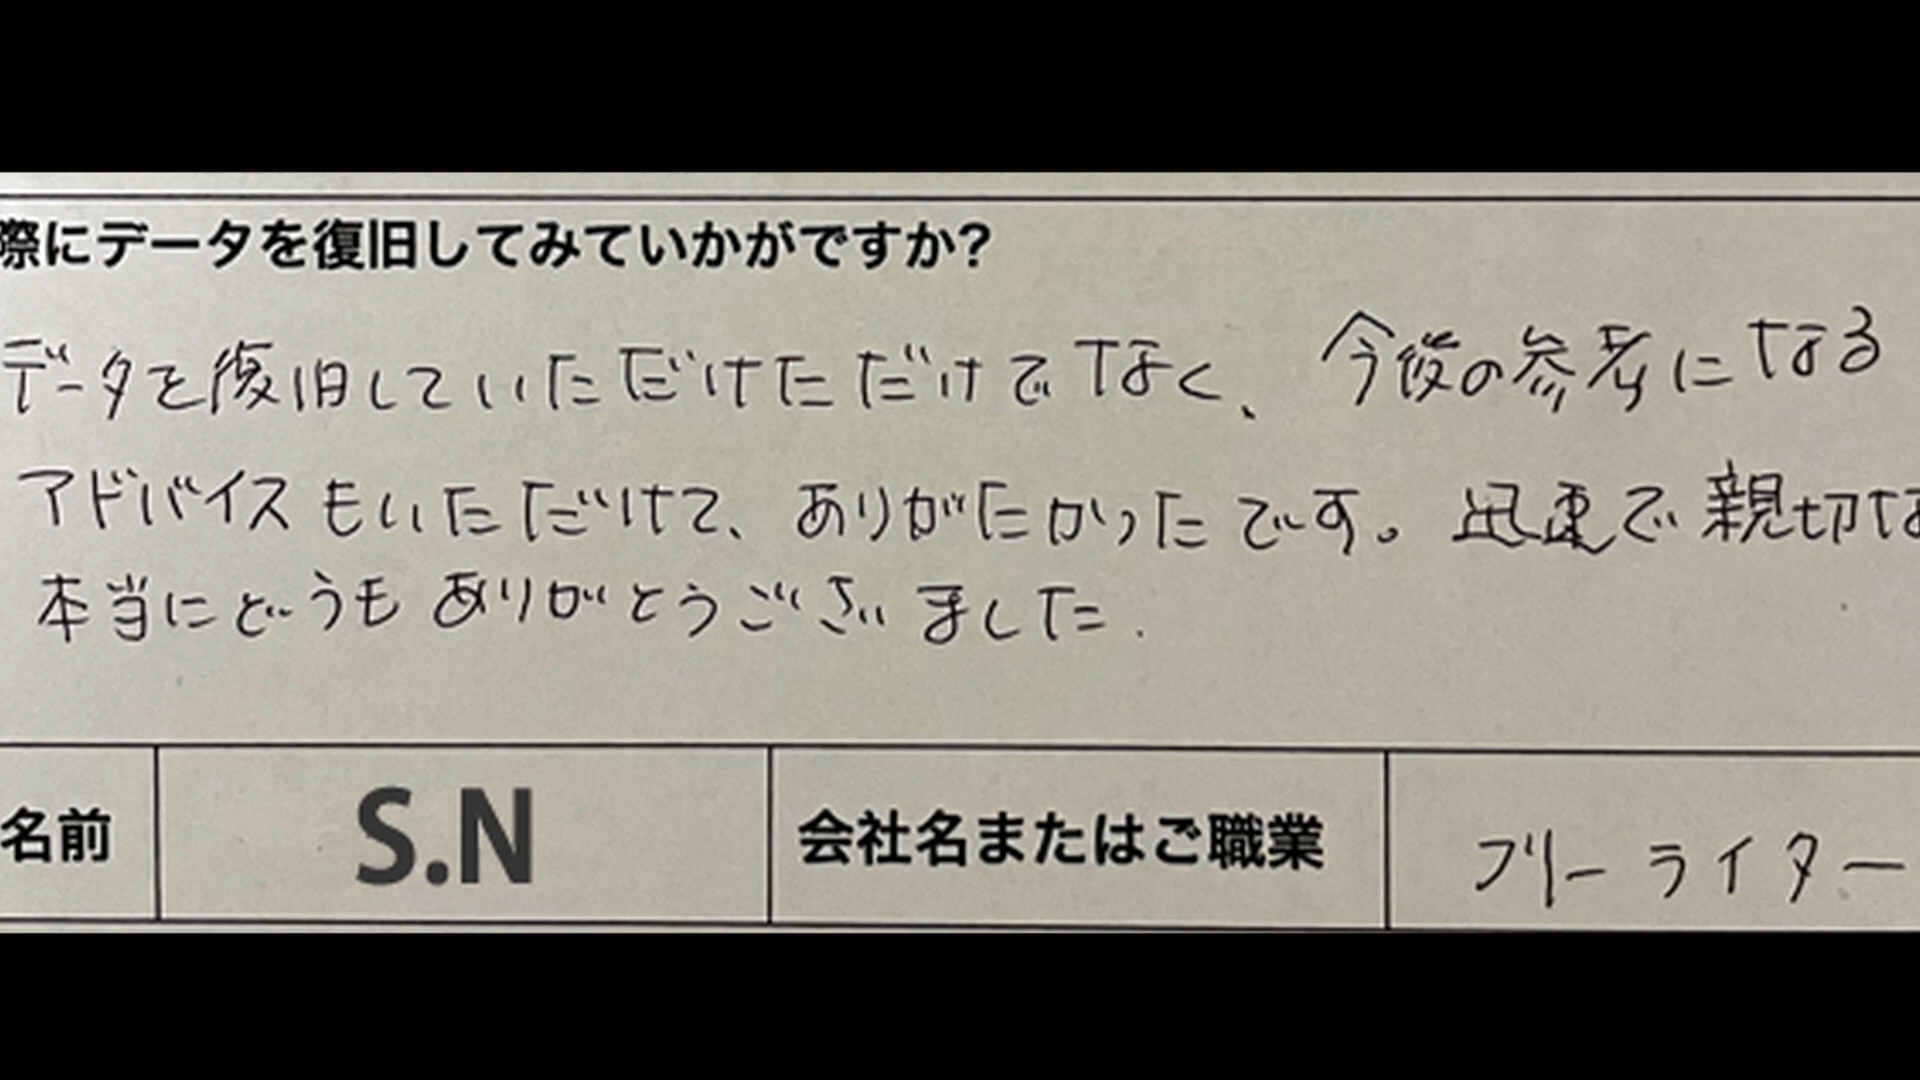 際にデータを復旧してみていかがですか?
データを復旧していただけただけでなく、今後の参考になる
アドバイスもいただけて、ありがたかったです。迅速で親切な
本当にどうもありがとうございました.
名前
S.N
会社名またはご職業
フリーライター